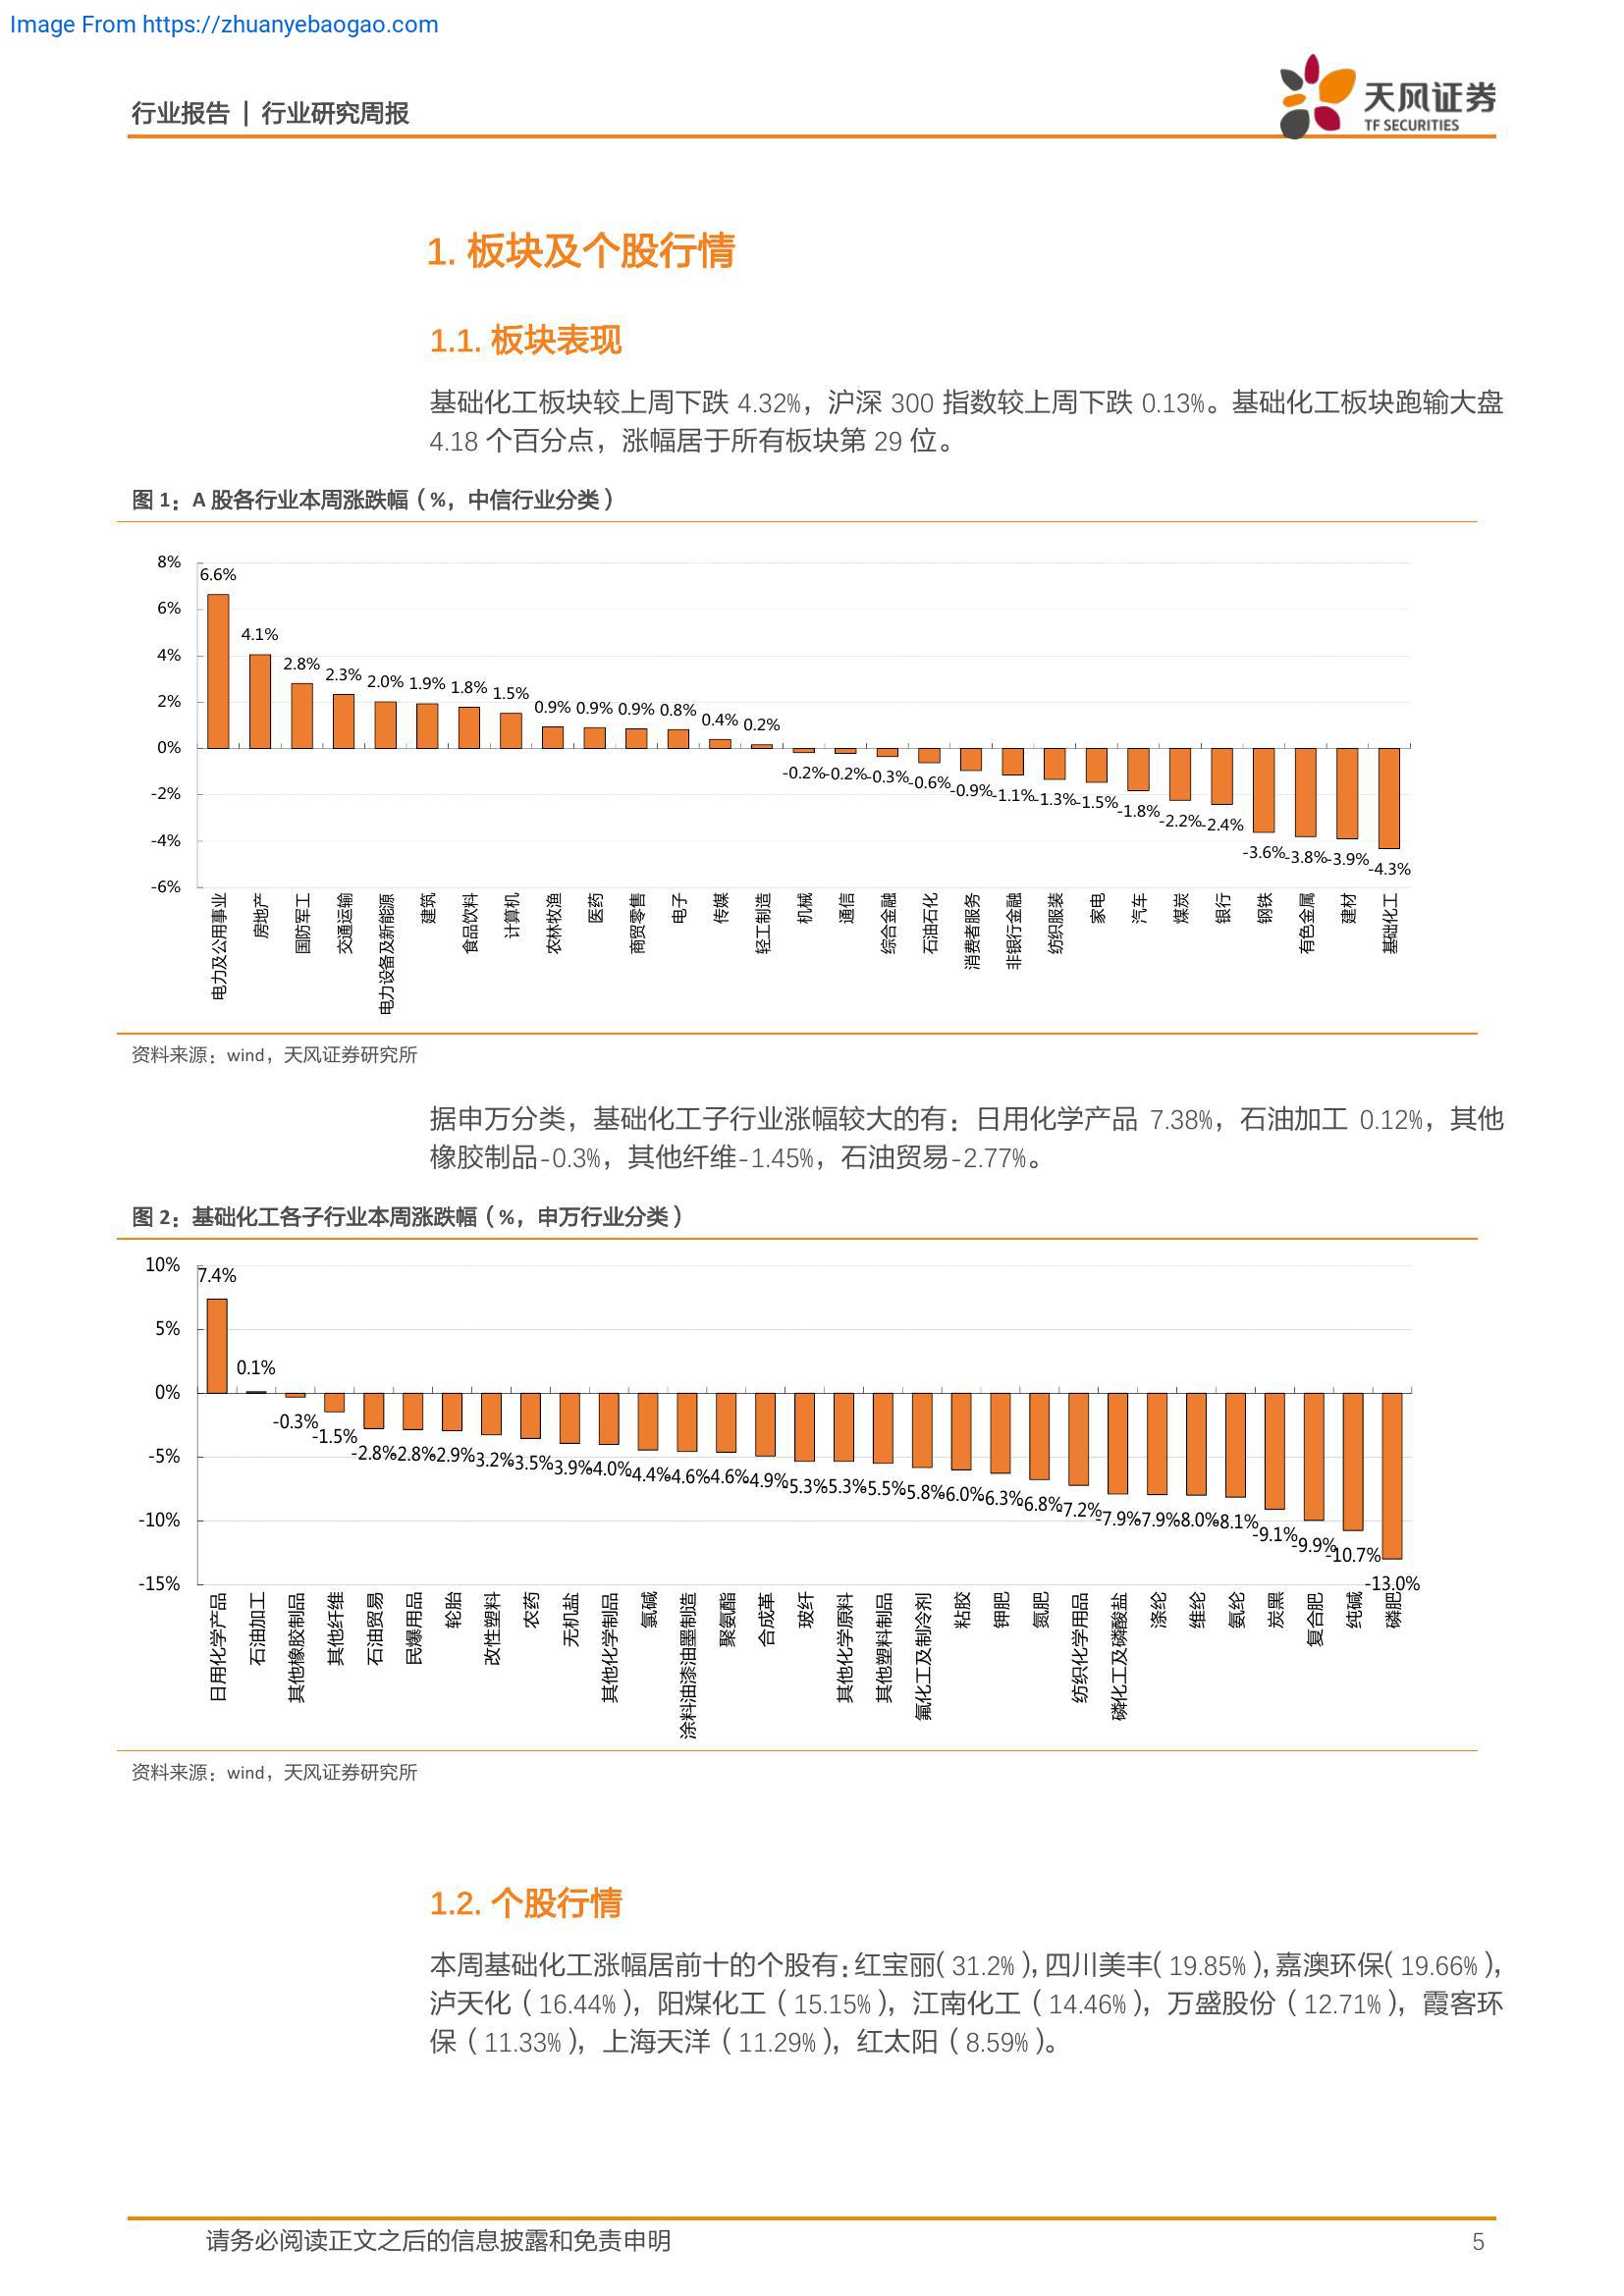 Image From https://zhuanyebaogao.com
行业报告 | 行业研究周报
天风证券
TF SECURITIES
1. 板块及个股行情
1.1. 板块表现
基础化工板块较上周下跌 4.32%，沪深 300 指数较上周下跌 0.13%。基础化工板块跑输大盘
4.18 个百分点，涨幅居于所有板块第 29 位。
图 1：A 股各行业本周涨跌幅（%，中信行业分类）
8%
6%
4%
2%
0%
-2%
-4%
-6%
6.6% 4.1% 2.8% 2.3% 2.0% 1.9% 1.8% 1.5% 0.9% 0.9% 0.9% 0.8% 0.4% 0.2% -0.2% -0.2% -0.3% -0.6% -0.9% -1.1% -1.3% -1.5% -1.8% -2.2% -2.4% -3.6% -3.8% -3.9% -4.3%
电力及公用事业
房地产
国防军工
交通运输
电力设备及新能源
建筑
食品饮料
计算机
农林牧渔
医药
商贸零售
电子
传媒
轻工制造
机械
通信
综合金融
石油石化
消费者服务
非银行金融
纺织服装
家电
汽车
煤炭
银行
钢铁
有色金属
建材
基础化工
资料来源：wind，天风证券研究所
据申万分类，基础化工子行业涨幅较大的有：日用化学产品 7.38%，石油加工 0.12%，其他
橡胶制品-0.3%，其他纤维-1.45%，石油贸易-2.77%。
图 2：基础化工各子行业本周涨跌幅（%，申万行业分类）
10%
5%
0%
-5%
-10%
-15%
7.4% 0.1% -0.3% -1.5% -2.8% -2.8% -2.9% -3.2% -3.5% -3.9% -4.0% -4.4% -4.6% -4.6% -4.9% -5.3% -5.3% -5.5% -5.8% -6.0% -6.3% -6.8% -7.2% -7.9% -7.9% -8.0% -8.1% -9.1% -9.9% -10.7% -13.0%
日用化学产品
石油加工
其他橡胶制品
其他纤维
石油贸易
民爆用品
轮胎
改性塑料
农药
无机盐
其他化学制品
氯碱
涂料油漆油墨制造
聚氨酯
合成革
玻纤
其他化学原料
其他塑料制品
氟化工及制冷剂
粘胶
钾肥
氮肥
纺织化学用品
磷化工及磷酸盐
涤纶
维纶
氨纶
炭黑
复合肥
纯碱
磷肥
资料来源：wind，天风证券研究所
1.2. 个股行情
本周基础化工涨幅居前十的个股有：红宝丽（31.2%），四川美丰（19.85%），嘉澳环保（19.66%），
泸天化（16.44%），阳煤化工（15.15%），江南化工（14.46%），万盛股份（12.71%），霞客环
保（11.33%），上海天洋（11.29%），红太阳（8.59%）。
请务必阅读正文之后的信息披露和免责申明
5